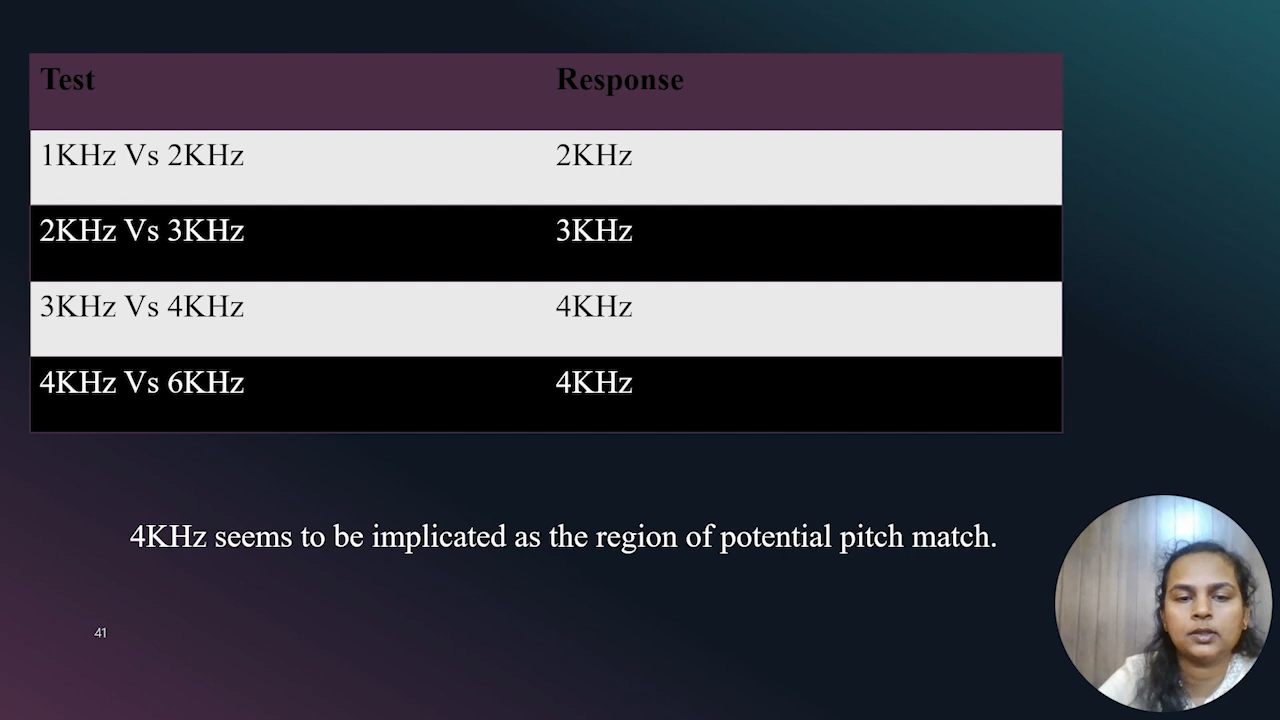 Test Response
1KHz Vs 2KHz 2KHz
2KHz Vs 3KHz 3KHz
3KHz Vs 4KHz 4KHz
4KHz Vs 6KHz 4KHz
4KHz seems to be implicated as the region of potential pitch match.
41